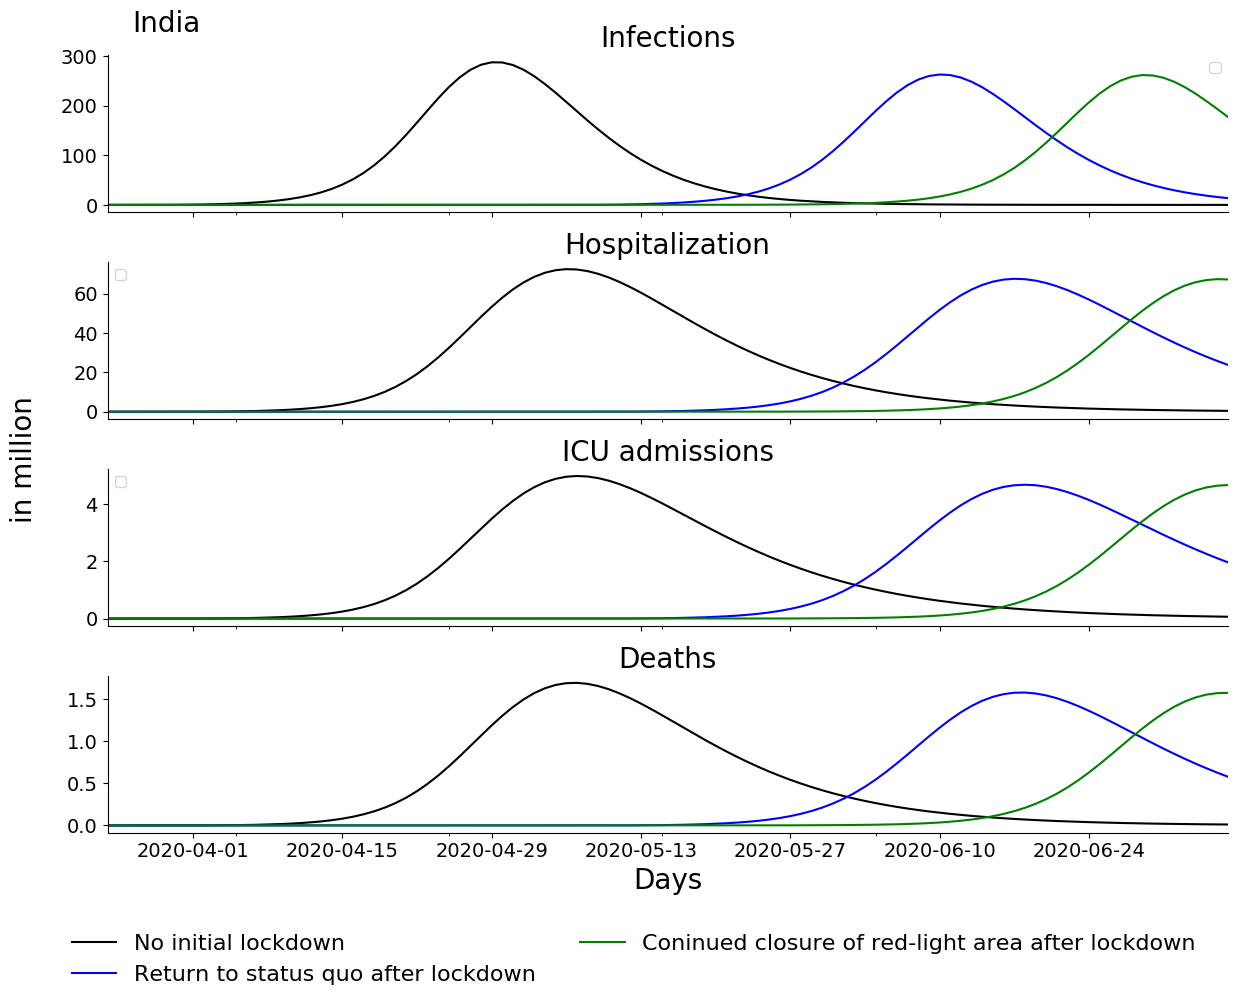 India
Infections
300
200
100
0
Hospitalization
60
40
20
0
in million
ICU admissions
4
2
0
Deaths
1.5
1.0
0.5
0.0
2020-04-01 2020-04-15 2020-04-29 2020-05-13 2020-05-27 2020-06-10 2020-06-24
Days
No initial lockdown
Return to status quo after lockdown
Coninued closure of red-light area after lockdown